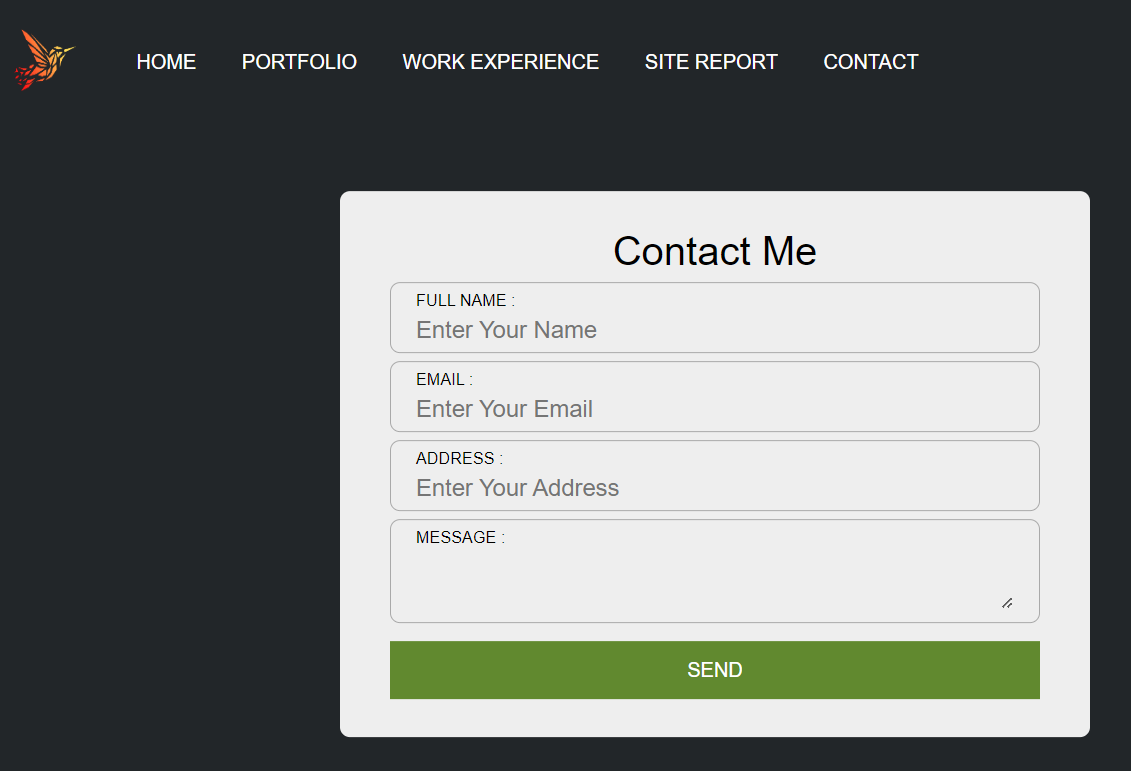 HOME PORTFOLIO WORK EXPERIENCE SITE REPORT CONTACT
Contact Me
FULL NAME :
Enter Your Name
EMAIL :
Enter Your Email
ADDRESS :
Enter Your Address
MESSAGE :
SEND